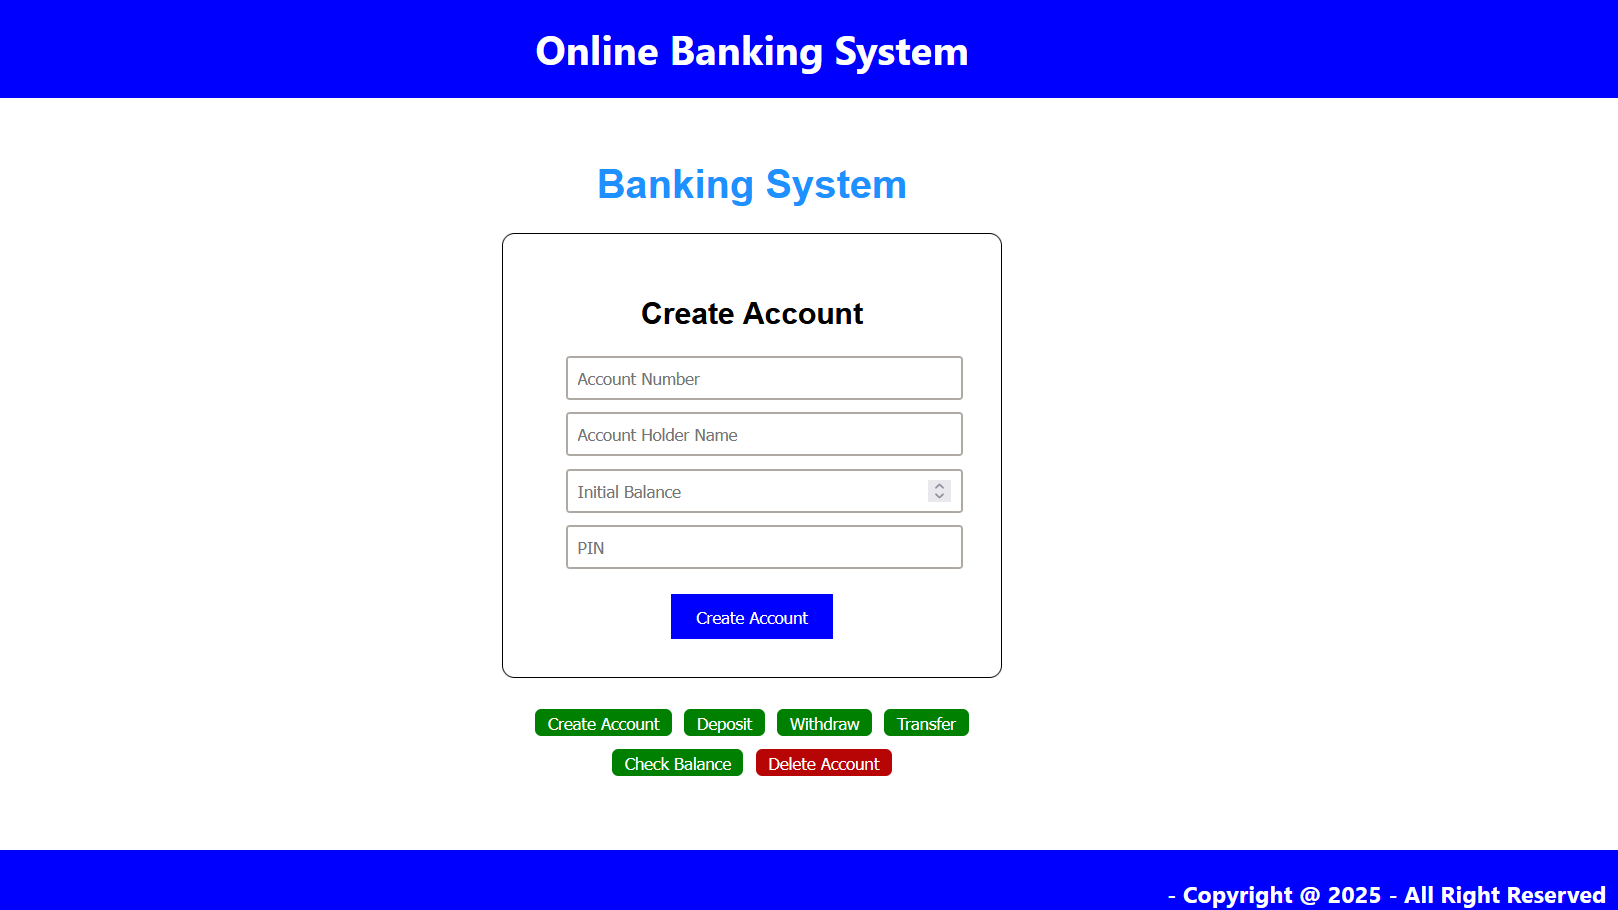 Online Banking System
Banking System
Create Account
Account Number
Account Holder Name
Initial Balance
PIN
Create Account
Create Account Deposit Withdraw Transfer
Check Balance Delete Account
- Copyright @ 2025 - All Right Reserved